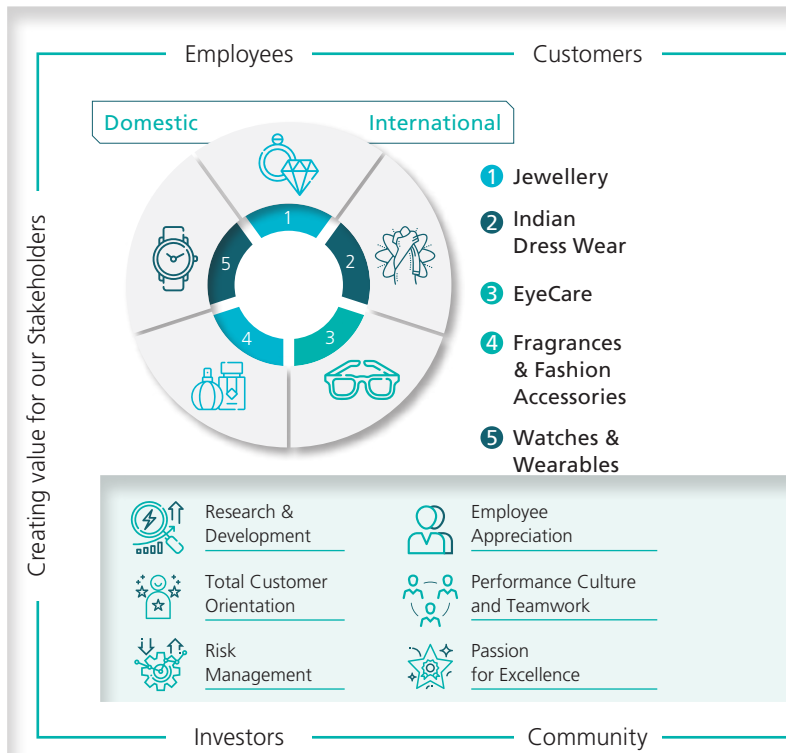 Employees
Customers
Domestic
International
1
2
3
4
5
1 Jewellery
2 Indian
Dress Wear
3 EyeCare
4 Fragrances
& Fashion
Accessories
5 Watches &
Wearables
Creating value for our Stakeholders
Research &
Development
Employee
Appreciation
Total Customer
Orientation
Performance Culture
and Teamwork
Risk
Management
Passion
for Excellence
Investors
Community